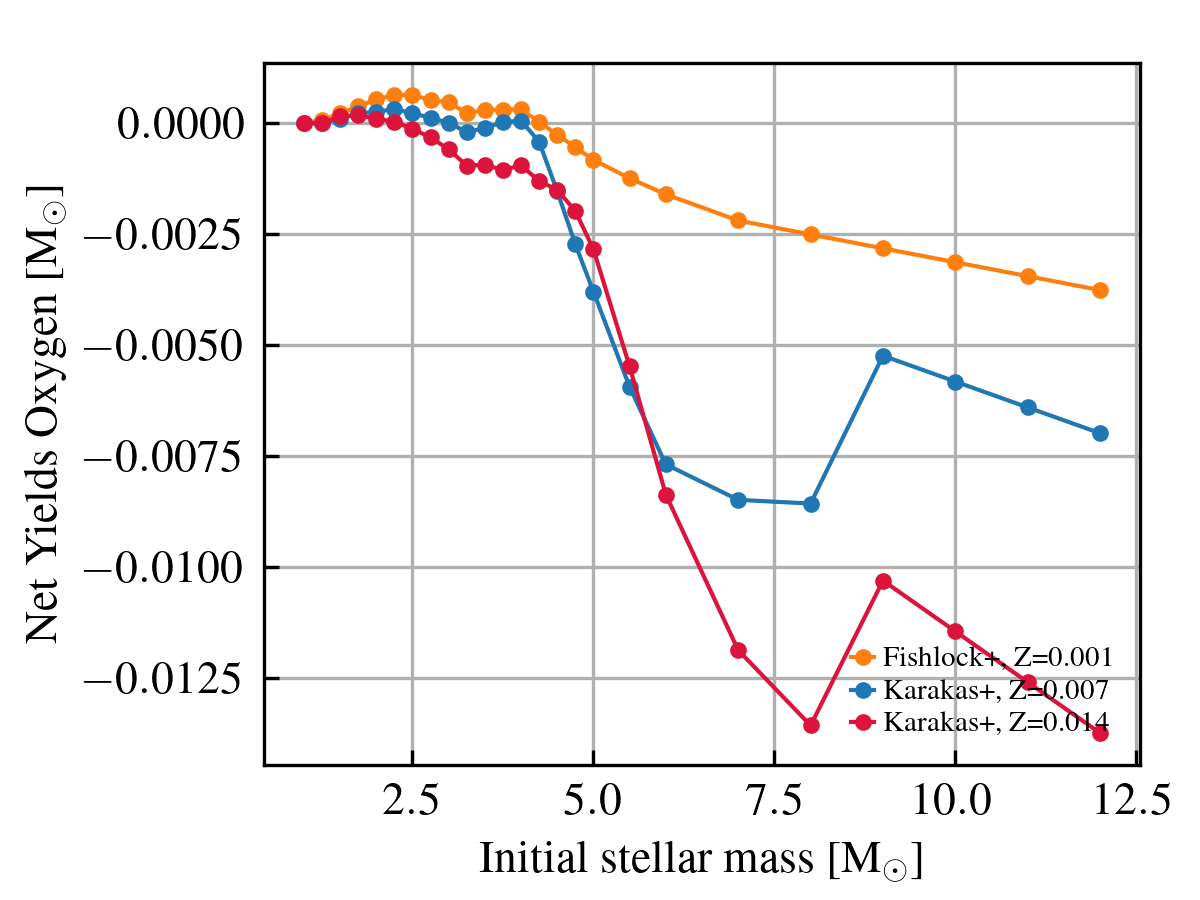 Net Yields Oxygen [M☉]
0.0000
−0.0025
−0.0050
−0.0075
−0.0100
−0.0125
Fishlock+, Z=0.001
Karakas+, Z=0.007
Karakas+, Z=0.014
2.5 5.0 7.5 10.0 12.5
Initial stellar mass [M☉]